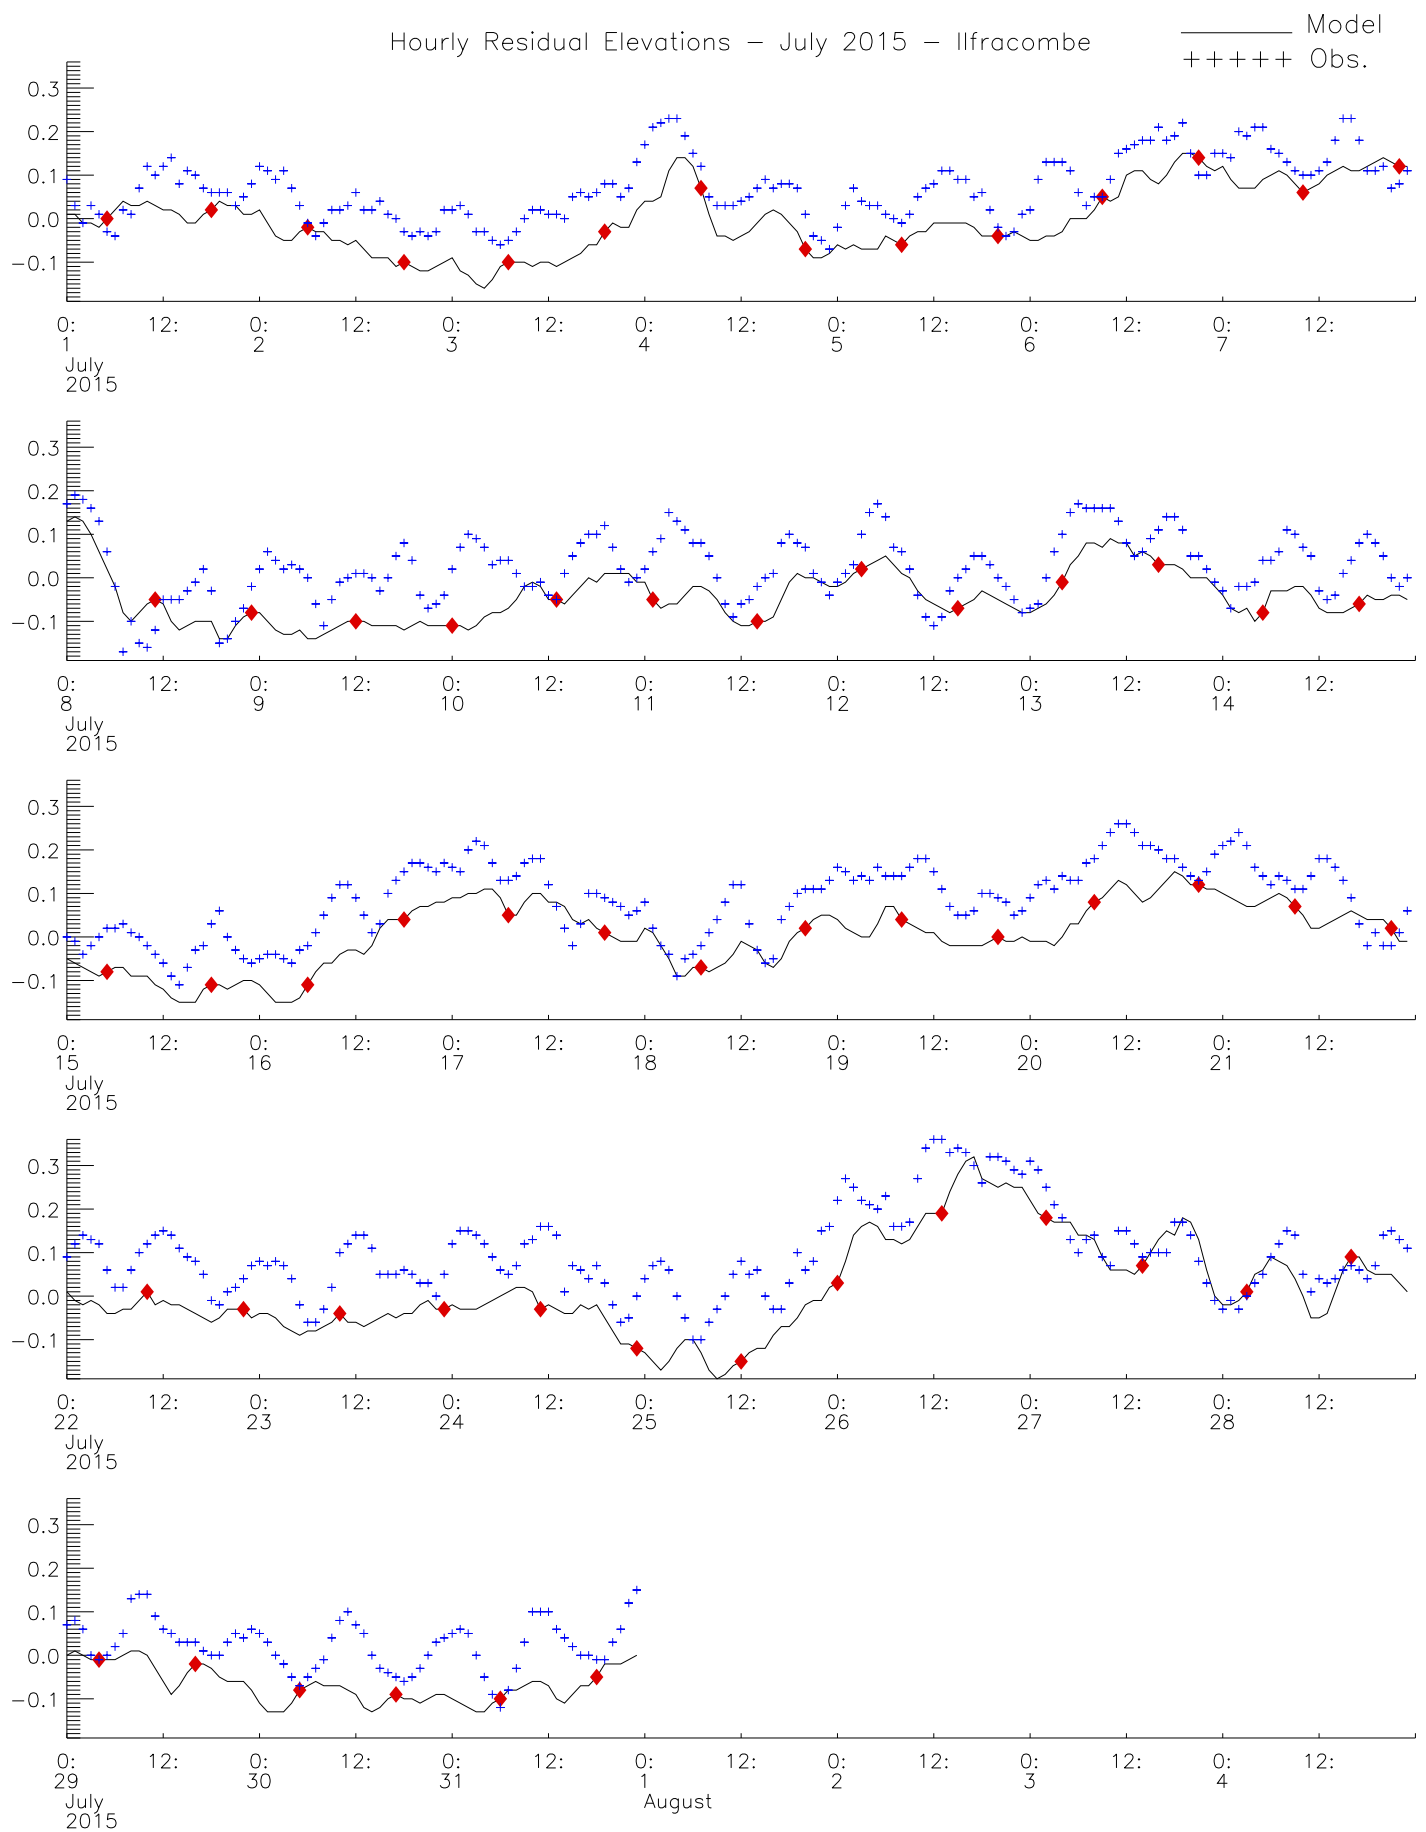 Hourly Residual Elevations – July 2015 – Ilfracombe
Model
+++++ Obs.
0.3
0.2
0.1
0.0
−0.1
0: 12: 0: 12: 0: 12: 0: 12: 0: 12: 0: 12: 0: 12:
1 2 3 4 5 6 7
July
2015
0.3
0.2
0.1
0.0
−0.1
0: 12: 0: 12: 0: 12: 0: 12: 0: 12: 0: 12: 0: 12:
8 9 10 11 12 13 14
July
2015
0.3
0.2
0.1
0.0
−0.1
0: 12: 0: 12: 0: 12: 0: 12: 0: 12: 0: 12: 0: 12:
15 16 17 18 19 20 21
July
2015
0.3
0.2
0.1
0.0
−0.1
0: 12: 0: 12: 0: 12: 0: 12: 0: 12: 0: 12: 0: 12:
22 23 24 25 26 27 28
July
2015
0.3
0.2
0.1
0.0
−0.1
0: 12: 0: 12: 0: 12: 0: 12: 0: 12: 0: 12: 0: 12:
29 30 31 1 2 3 4
July August
2015